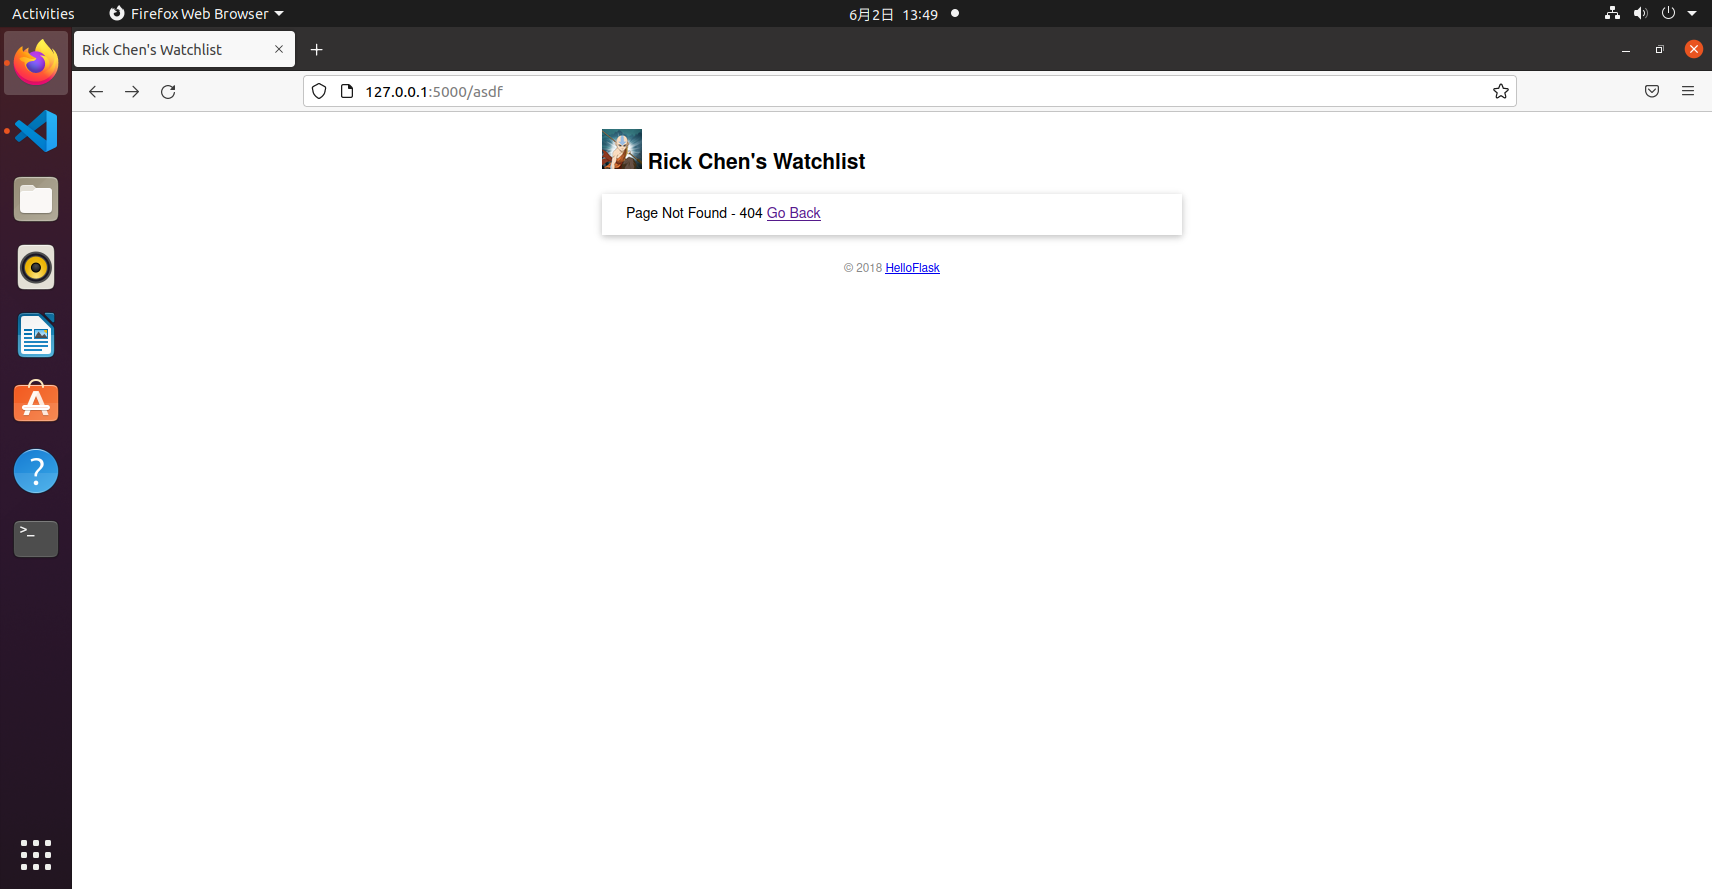 Activities Firefox Web Browser 6月2日 13:49
Rick Chen's Watchlist
127.0.0.1:5000/asdf
Rick Chen's Watchlist
Page Not Found - 404 Go Back
© 2018 HelloFlask
>_